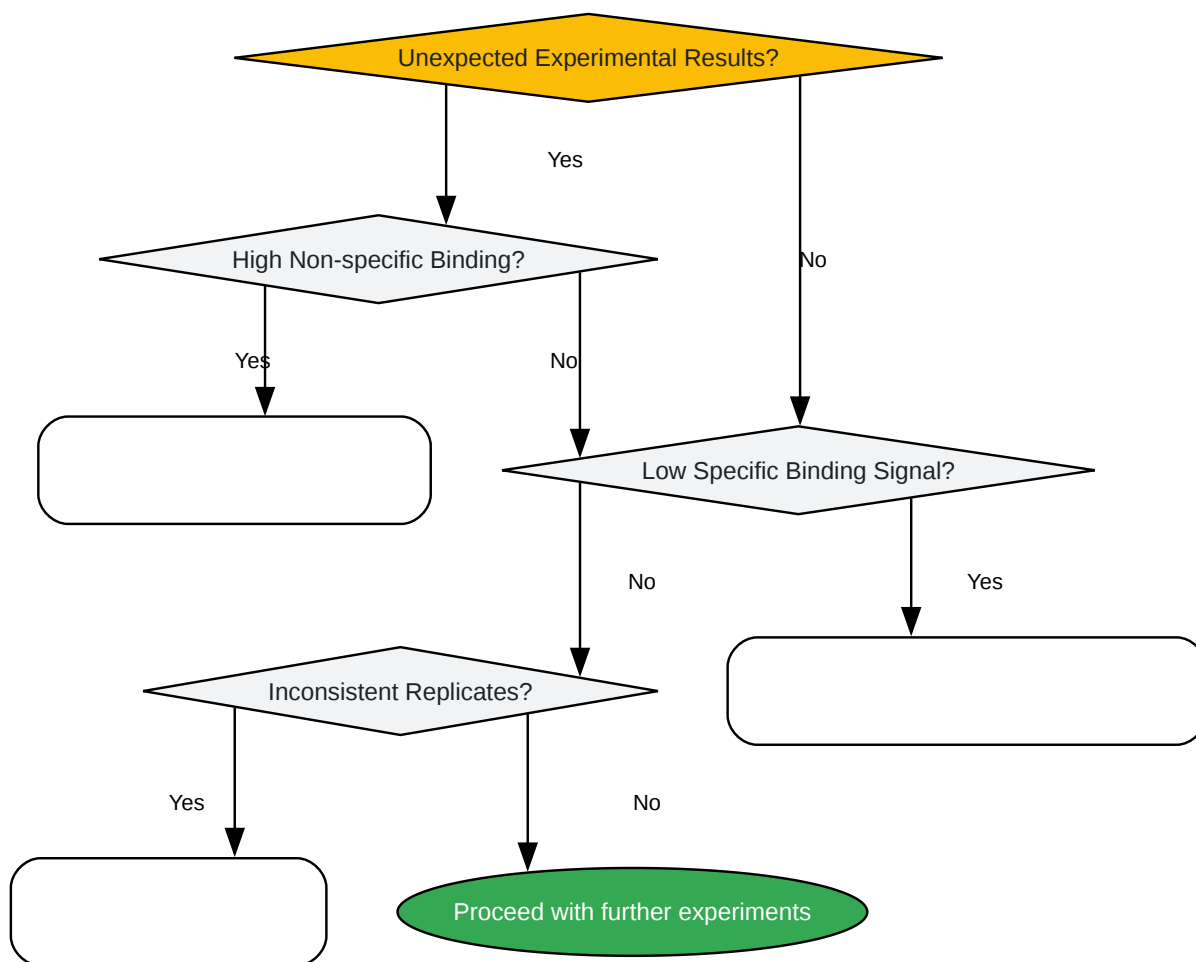 Unexpected Experimental Results?
Yes
High Non-specific Binding?
No
Yes
No
Low Specific Binding Signal?
No
Yes
Inconsistent Replicates?
Yes
No
Proceed with further experiments